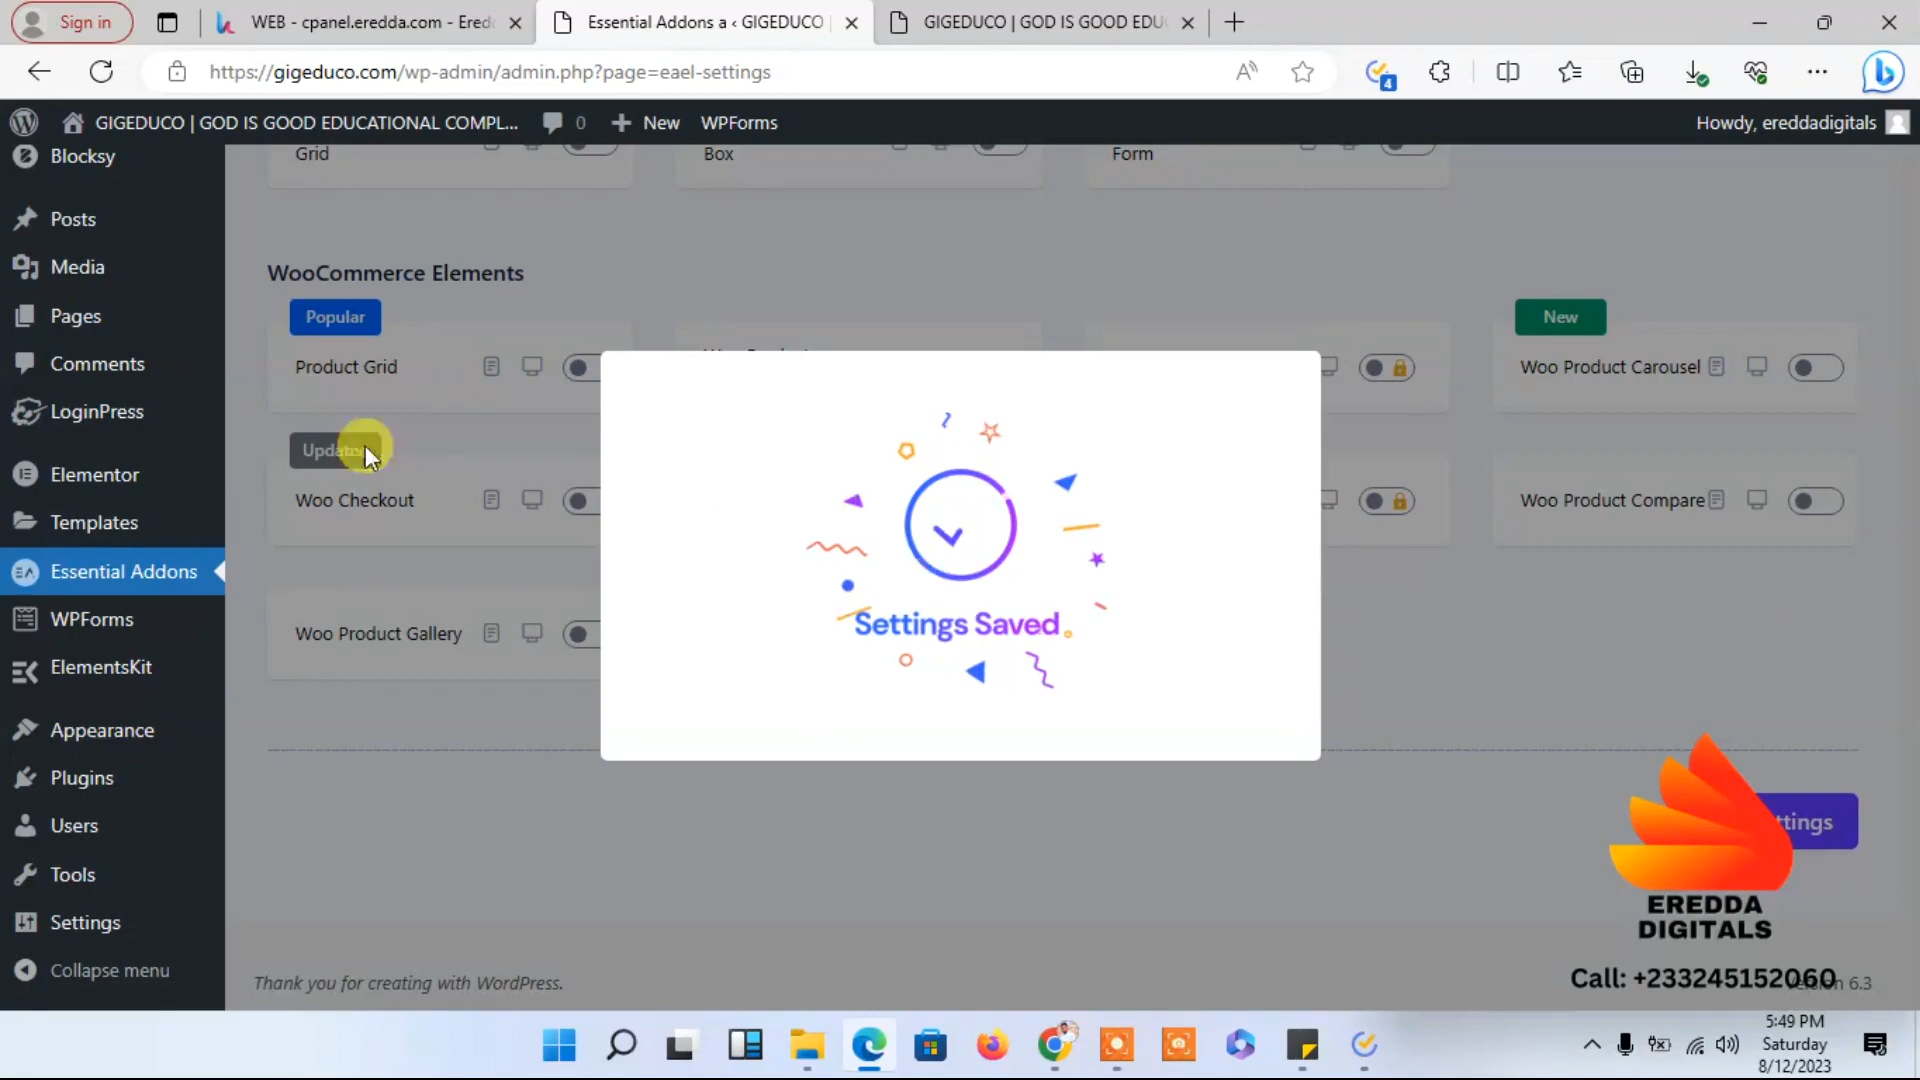 Sign in
WEB - cpanel.eredda.com - Ered
Essential Addons a ‹ GIGEDUCO |
GIGEDUCO | GOD IS GOOD EDU
https://gigeduco.com/wp-admin/admin.php?page=eael-settings
4
GIGEDUCO | GOD IS GOOD EDUCATIONAL COMPL...
0
New
WPForms
Howdy, ereddadigitals
Blocksy
Posts
Media
Pages
Comments
LoginPress
Elementor
Templates
Essential Addons
WPForms
ElementsKit
Appearance
Plugins
Users
Tools
Settings
Collapse menu
Grid
Box
Form
WooCommerce Elements
Popular
New
Product Grid
Woo Product Carousel
Woo Checkout
Woo Product Compare
Woo Product Gallery
Settings Saved
ttings
EREDDA
DIGITALS
Call: +233245152060
Thank you for creating with WordPress.
6.3
5:49 PM
Saturday
8/12/2023